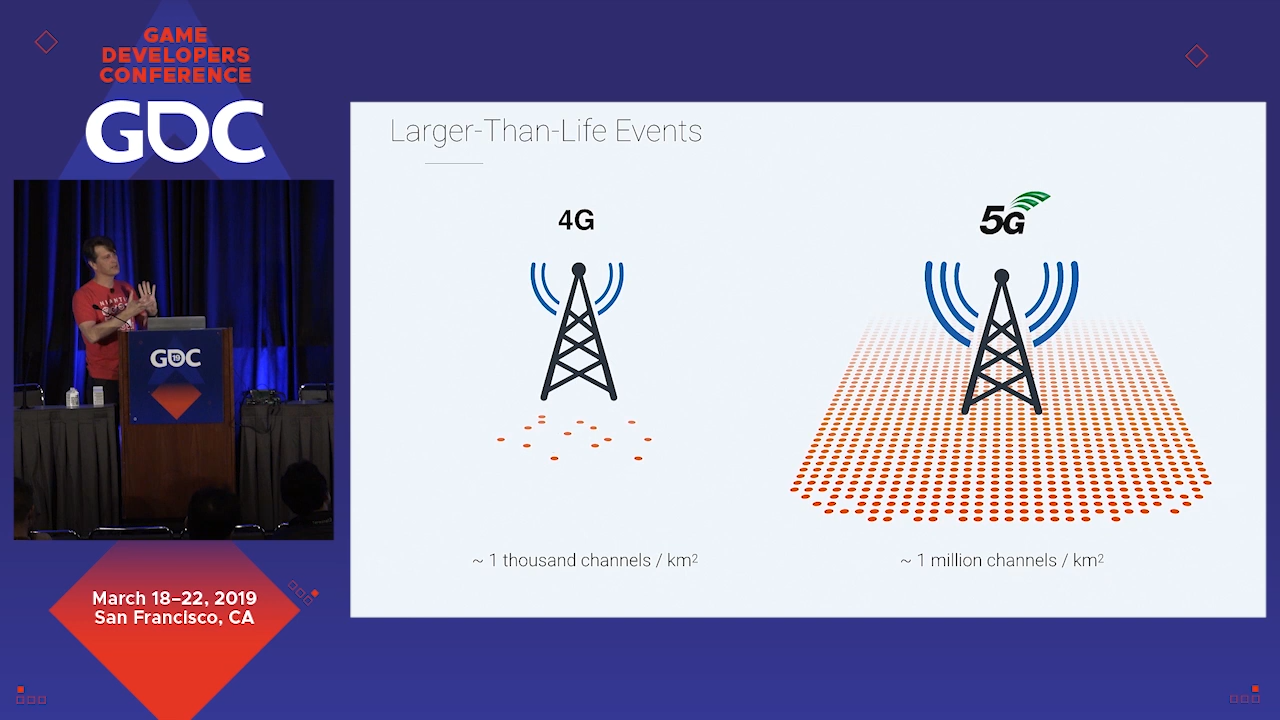 GAME
DEVELOPERS
CONFERENCE
GDC
GDC
March 18–22, 2019
San Francisco, CA
Larger-Than-Life Events
4G
5G
~ 1 thousand channels / km²
~ 1 million channels / km²